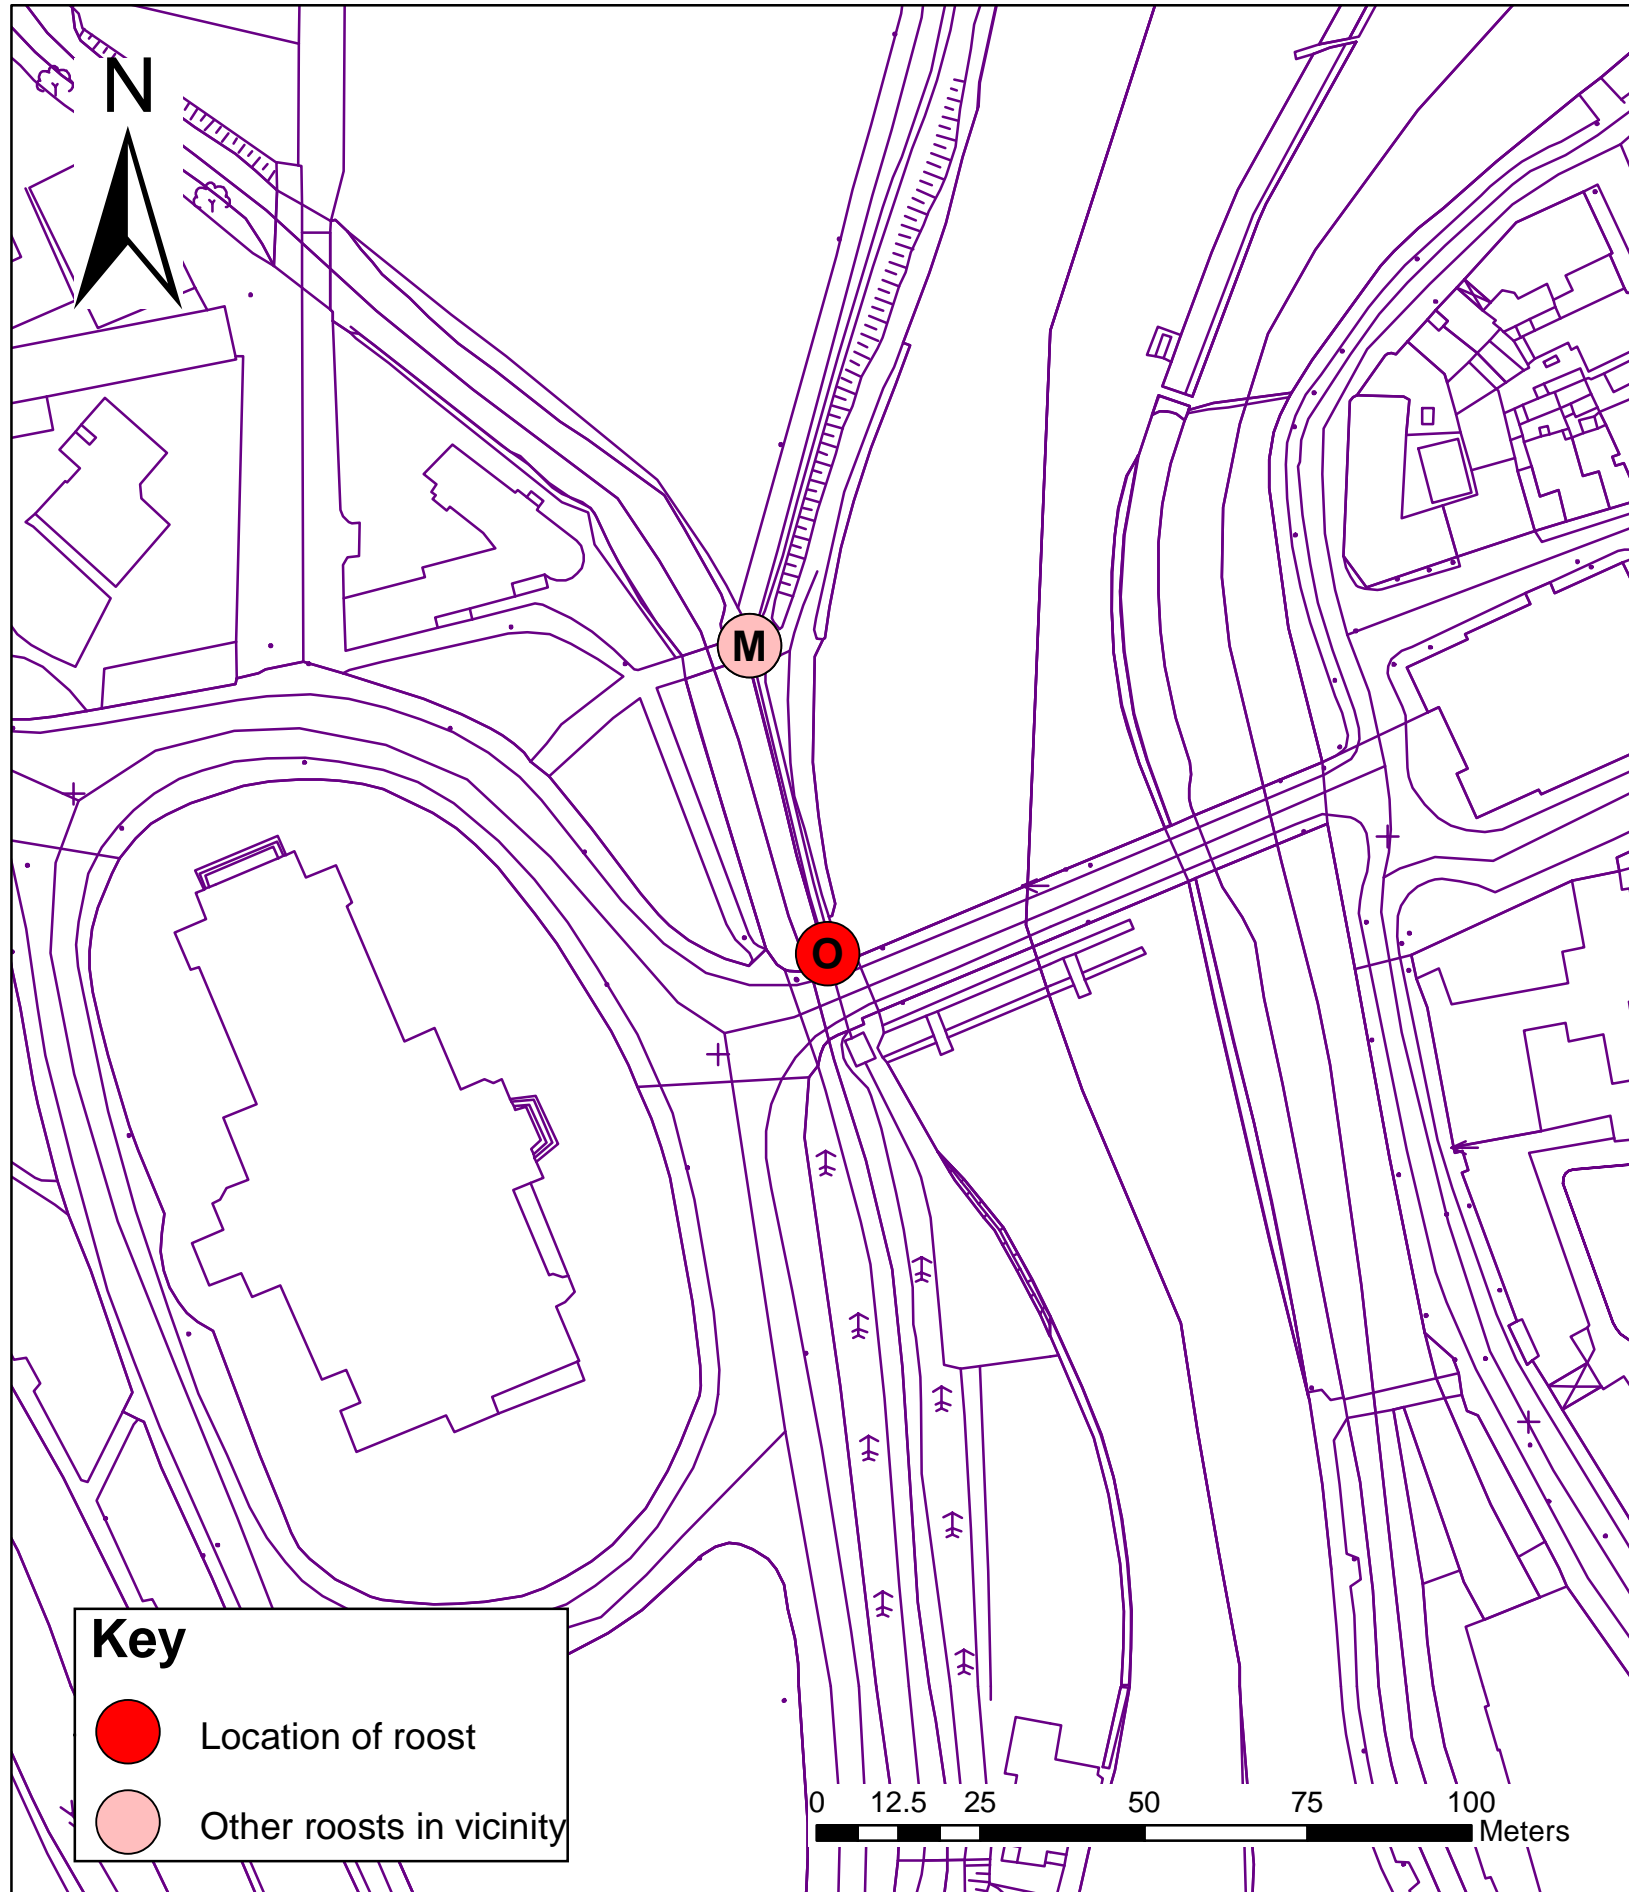 N
M
O
Key
Location of roost
Other roosts in vicinity
0 12.5 25 50 75 100
Meters